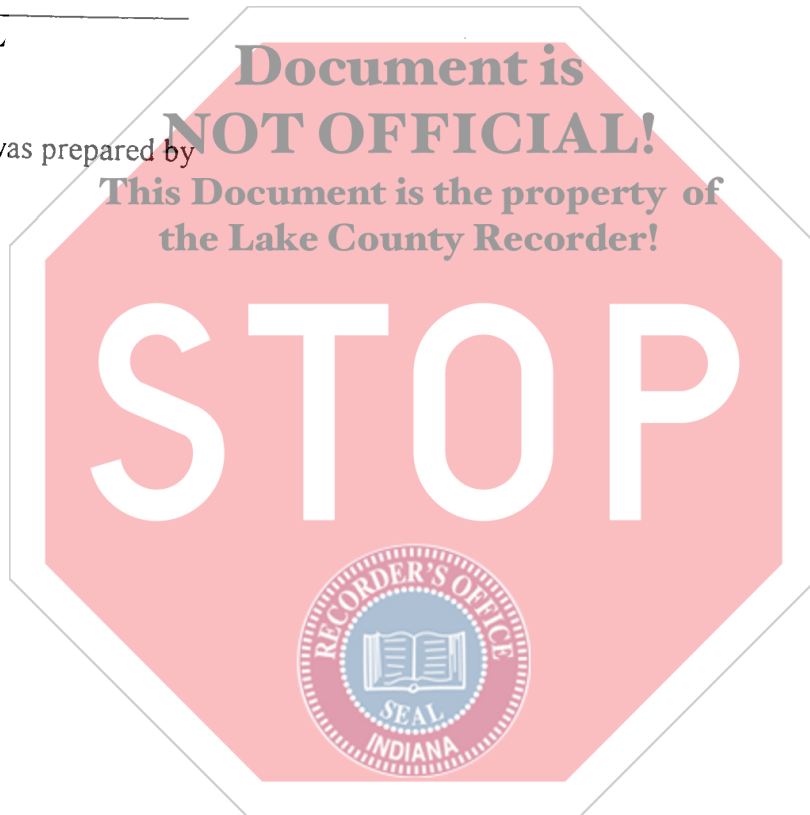 Document is
NOT OFFICIAL!
was prepared by
This Document is the property of
the Lake County Recorder!
STOP
RECORDER'S OFFICE
SEAL
INDIANA